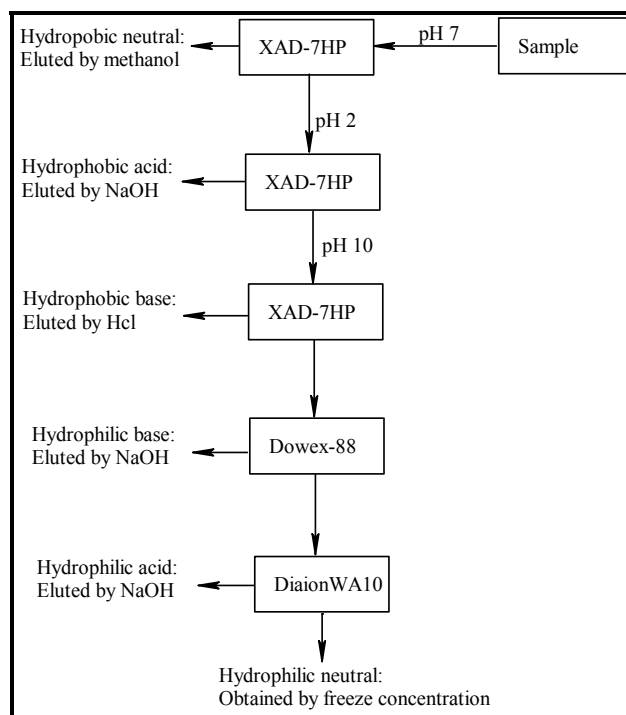 Hydropobic neutral:
Eluted by methanol
XAD-7HP
pH 7
Sample
pH 2
Hydrophobic acid:
Eluted by NaOH
XAD-7HP
pH 10
Hydrophobic base:
Eluted by Hcl
XAD-7HP
Hydrophilic base:
Eluted by NaOH
Dowex-88
Hydrophilic acid:
Eluted by NaOH
DiaionWA10
Hydrophilic neutral:
Obtained by freeze concentration